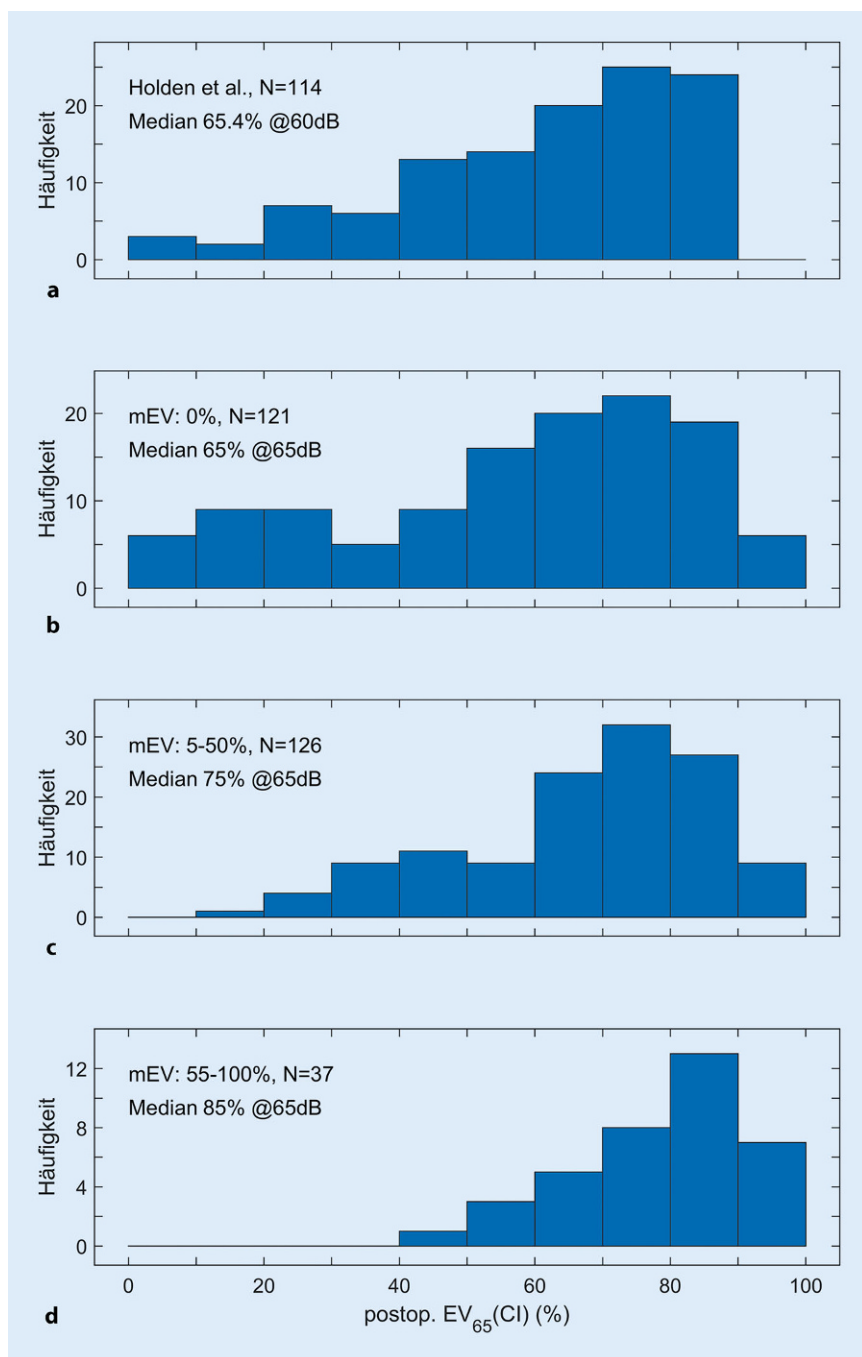 Holden et al., N=114
Median 65.4% @60dB
Häufigkeit
20
10
0
a
mEV: 0%, N=121
Median 65% @65dB
Häufigkeit
20
10
0
b
mEV: 5-50%, N=126
Median 75% @65dB
Häufigkeit
30
20
10
0
c
mEV: 55-100%, N=37
Median 85% @65dB
Häufigkeit
12
8
4
0
0 20 40 60 80 100
d
postop. EV65(CI) (%)